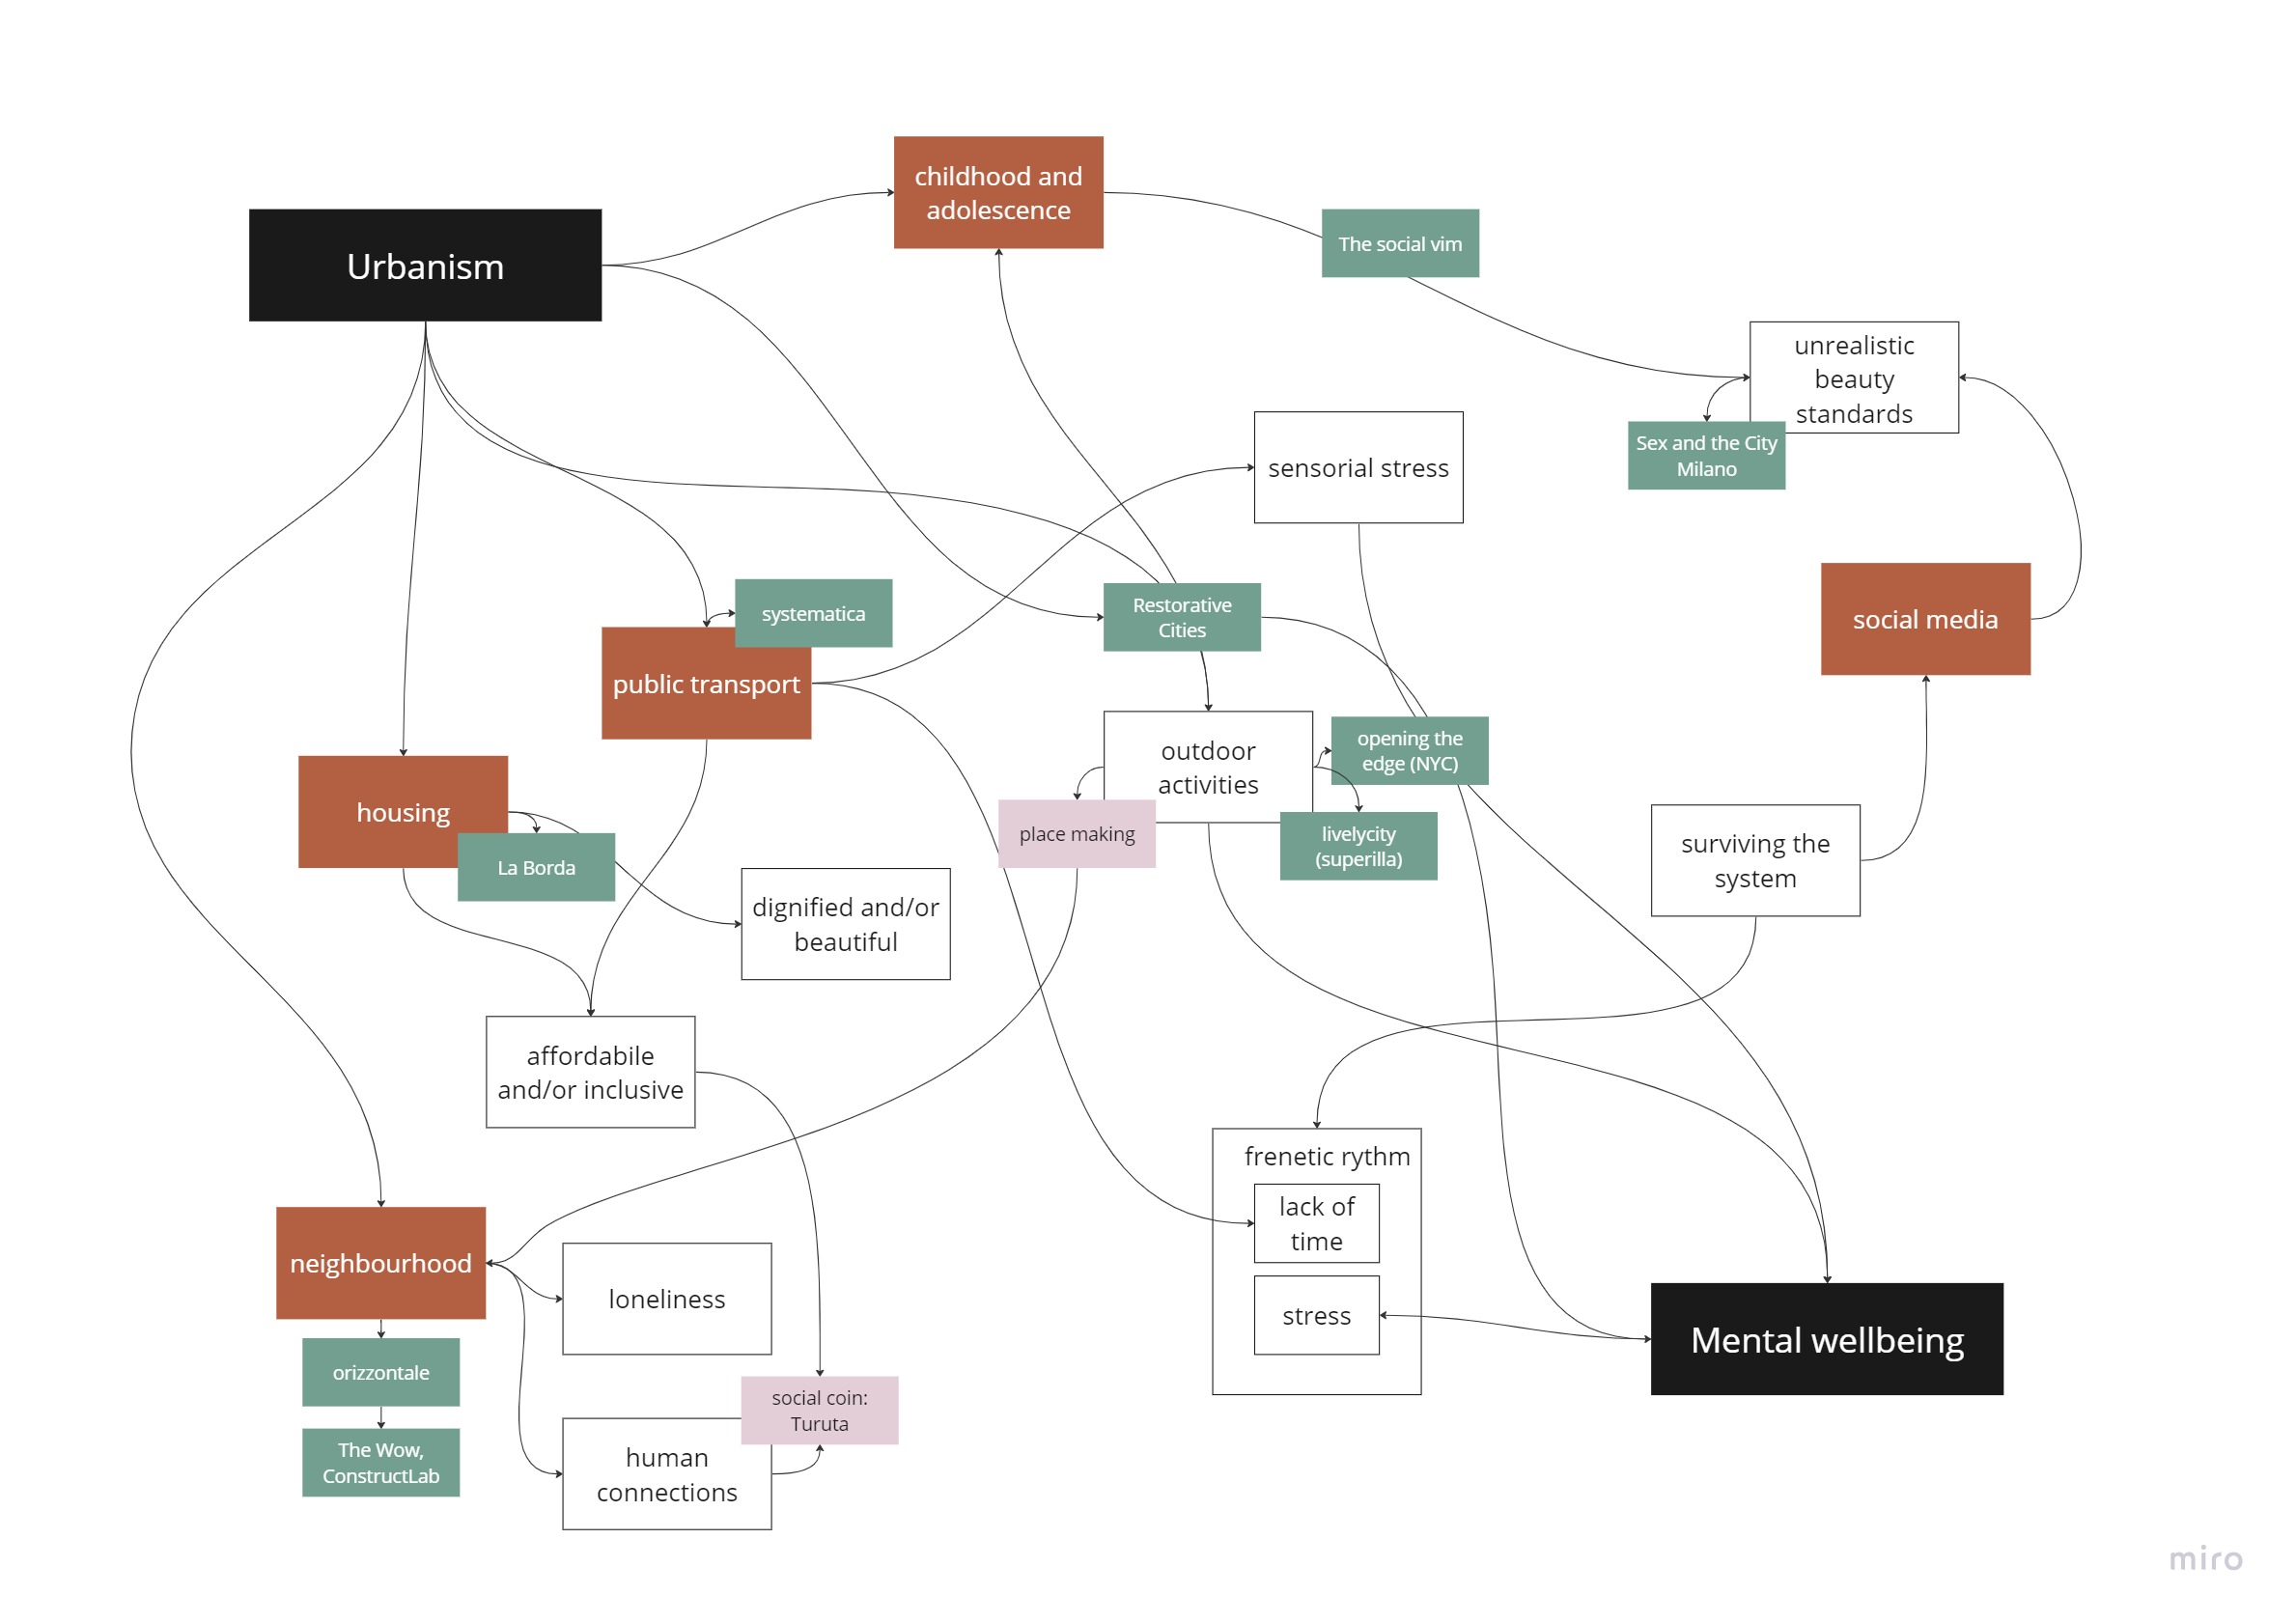 childhood and
adolescence
Urbanism
The social vim
unrealistic
beauty
standards
Sex and the City
Milano
sensorial stress
systematica
Restorative
Cities
social media
public transport
outdoor
activities
opening the
edge (NYC)
housing
place making
livelycity
(superilla)
surviving the
system
La Borda
dignified and/or
beautiful
affordabile
and/or inclusive
frenetic rythm
lack of
time
neighbourhood
loneliness
stress
Mental wellbeing
orizzontale
social coin:
Turuta
The Wow,
ConstructLab
human
connections
miro